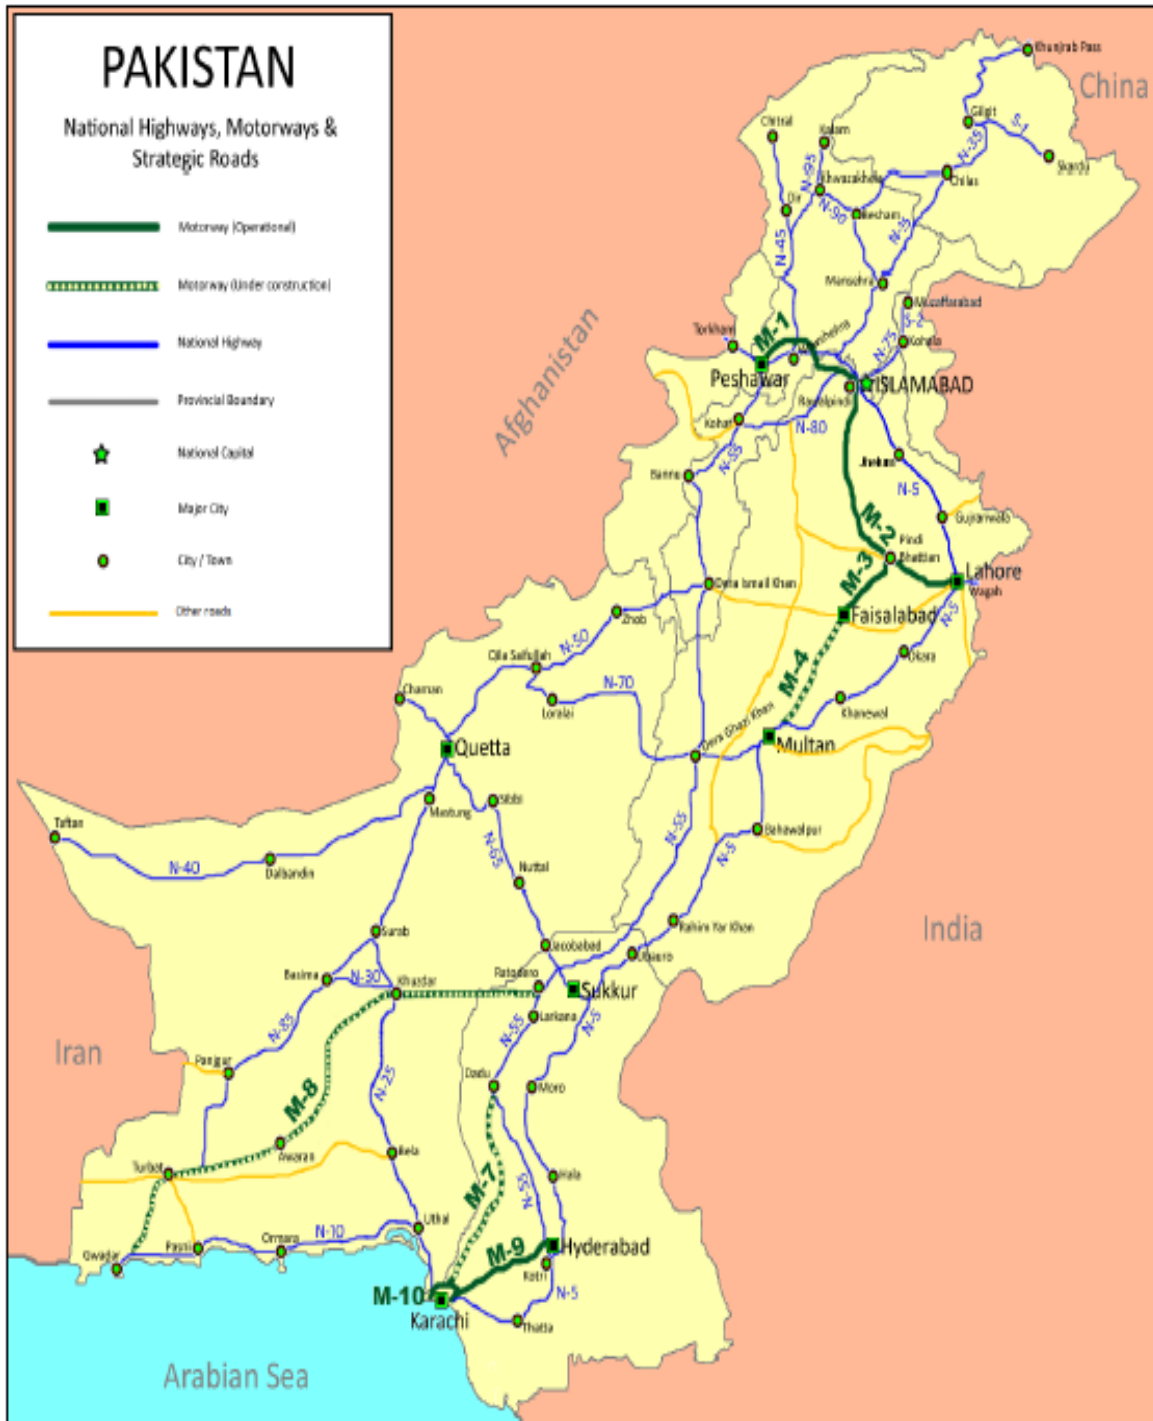 PAKISTAN
National Highways, Motorways &
Strategic Roads
Motorway (Operational)
Motorway (Under construction)
National Highway
Provincial Boundary
National Capital
Major City
City / Town
Other roads
Khunjrab Pass
China
Gilgit
S-1
Chitral
Kalam
N-35
Skardu
N-95
Khwazakhela
Chilas
Dir
N-90
Besham
N-45
N-35
Mansehra
Muzaffarabad
S-2
Torkham
M-1
Nowshehra
N-75
Kohala
Peshawar
ISLAMABAD
Rawalpindi
Afghanistan
Kohat
N-80
N-55
Jhelum
Bannu
N-5
M-2
Gujranwala
Pindi
Bhattian
M-3
Lahore
Wagah
Dera Ismail Khan
Zhob
Faisalabad
N-5
N-50
Qila Saifullah
Okara
M-4
N-70
Chaman
Loralai
Khanewal
Dera Ghazi Khan
Quetta
Multan
Mastung
Sibbi
Taftan
N-55
Bahawalpur
N-65
N-5
N-40
Dalbandin
Nuttal
Rahim Yar Khan
India
Surab
Jacobabad
Ubauro
Basima
N-30
Khuzdar
Ratodero
Sukkur
Larkana
N-85
N-55
N-5
Iran
Panjgur
N-25
Dadu
Moro
M-8
Awaran
Bela
Turbat
M-7
Hala
N-55
Uthal
N-10
Pasni
Ormara
Gwadar
M-9
Hyderabad
Kotri
M-10
N-5
Karachi
Thatta
Arabian Sea